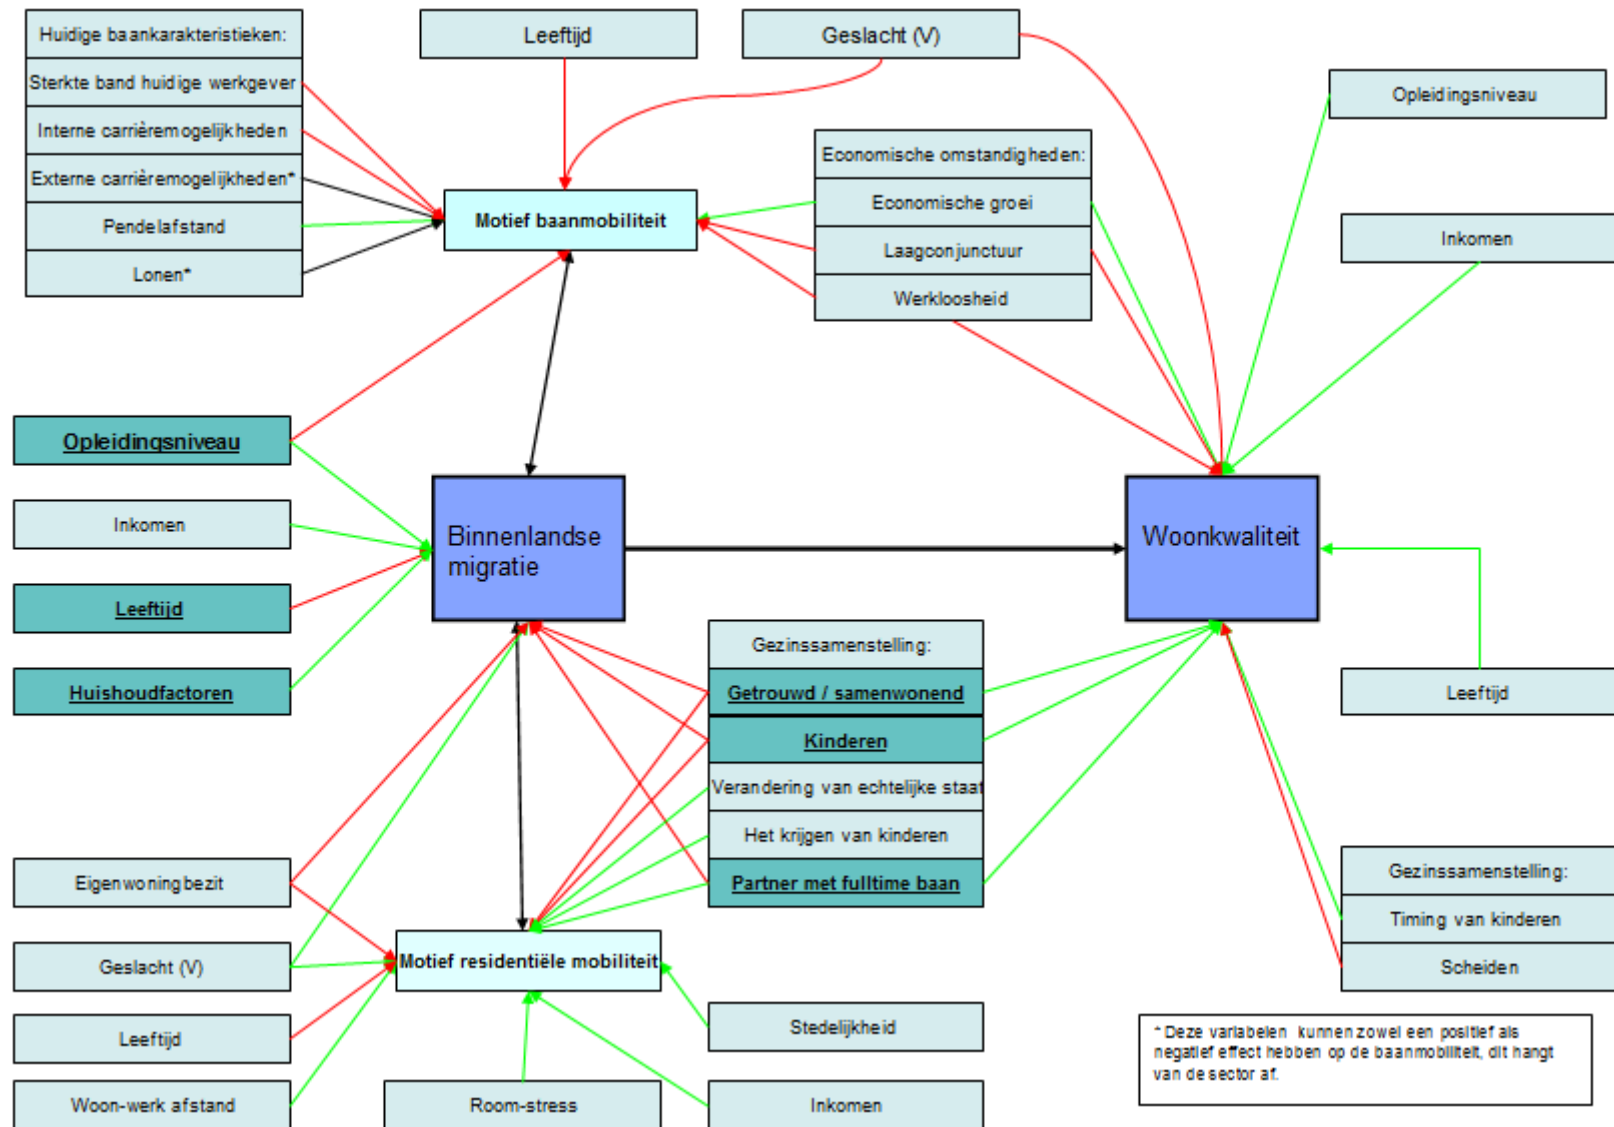 Huidige baankarakteristieken:
Sterkte band huidige werkgever
Interne carrièremogelijkheden
Externe carrièremogelijkheden*
Pendelafstand
Lonen*
Leeftijd
Geslacht (V)
Opleidingsniveau
Economische omstandigheden:
Economische groei
Laagconjunctuur
Werkloosheid
Motief baanmobiliteit
Inkomen
Opleidingsniveau
Inkomen
Leeftijd
Huishoudfactoren
Binnenlandse
migratie
Woonkwaliteit
Gezinssamenstelling:
Getrouwd / samenwonend
Kinderen
Verandering van echtelijke staat
Het krijgen van kinderen
Partner met fulltime baan
Leeftijd
Eigenwoningbezit
Geslacht (V)
Leeftijd
Woon-werk afstand
Motief residentiële mobiliteit
Room-stress
Stedelijkheid
Inkomen
Gezinssamenstelling:
Timing van kinderen
Scheiden
* Deze variabelen kunnen zowel een positief als
negatief effect hebben op de baanmobiliteit, dit hangt
van de sector af.